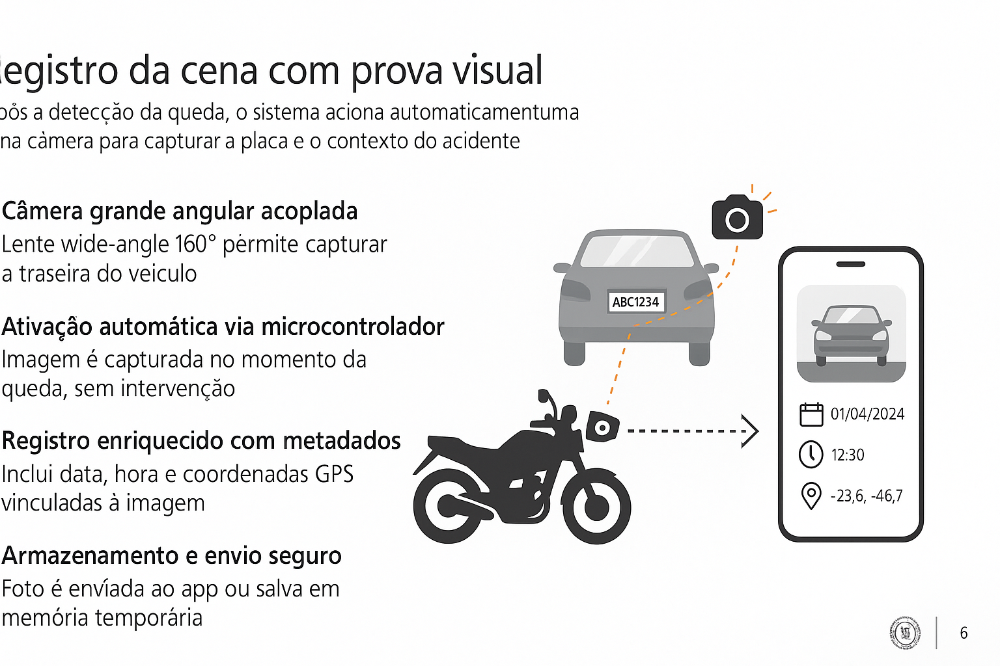 egistro da cena com prova visual
pós a detecção da queda, o sistema aciona automaticamentuma
na càmera para capturar a placa e o contexto do acidente
Câmera grande angular acoplada
Lente wide-angle 160° pėrmite capturar
a traseira do veiculo
Ativaçâo automática via microcontrolador
Imagem é capturada no momento da
queda, sem intervenção
Registro enriquecido com metadados
Inclui data, hora e coordenadas GPS
vinculadas à imagem
Armazenamento e envio seguro
Foto é envíada ao app ou salva em
memória temporária
ABC1234
01/04/2024
12:30
-23,6, -46,7
6